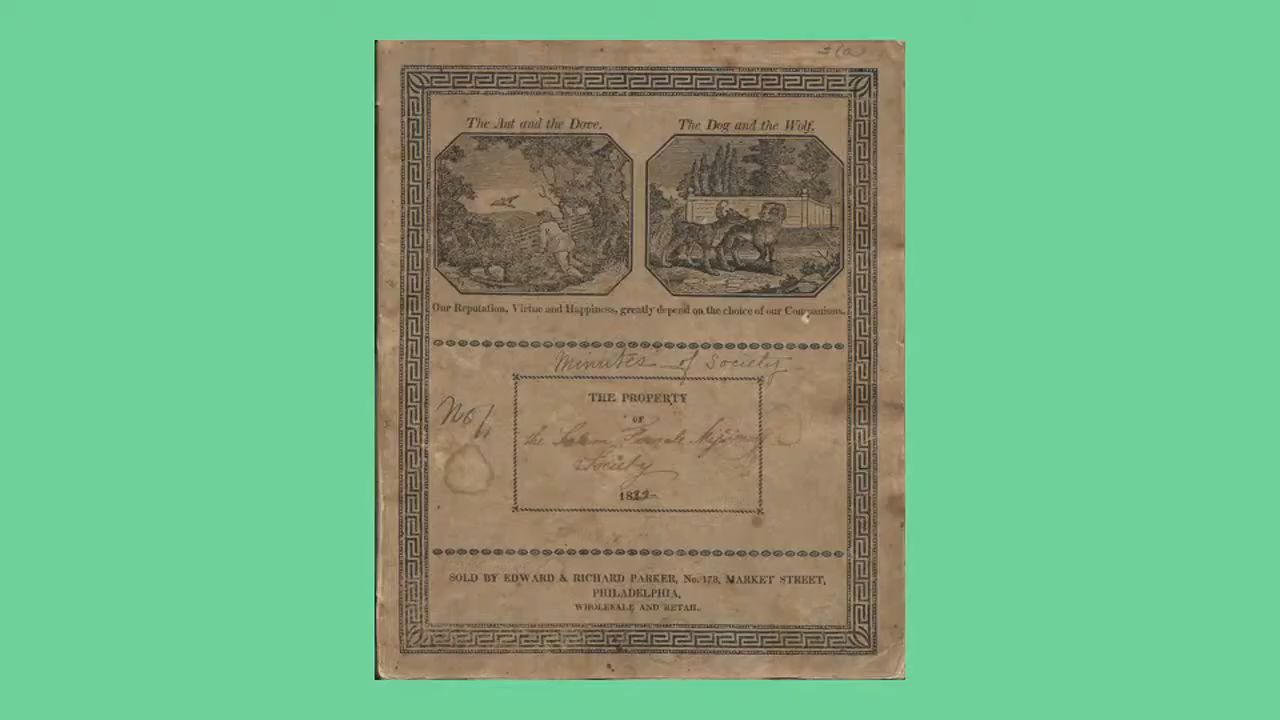 The Ant and the Dove.
The Dog and the Wolf.
Our Reputation, Virtue and Happiness, greatly depend on the choice of our Companions.
Minutes of Society
No 1.
THE PROPERTY
OF
the Salem Female Missionary
Society
1822
SOLD BY EDWARD & RICHARD PARKER, No. 178, MARKET STREET,
PHILADELPHIA,
WHOLESALE AND RETAIL.